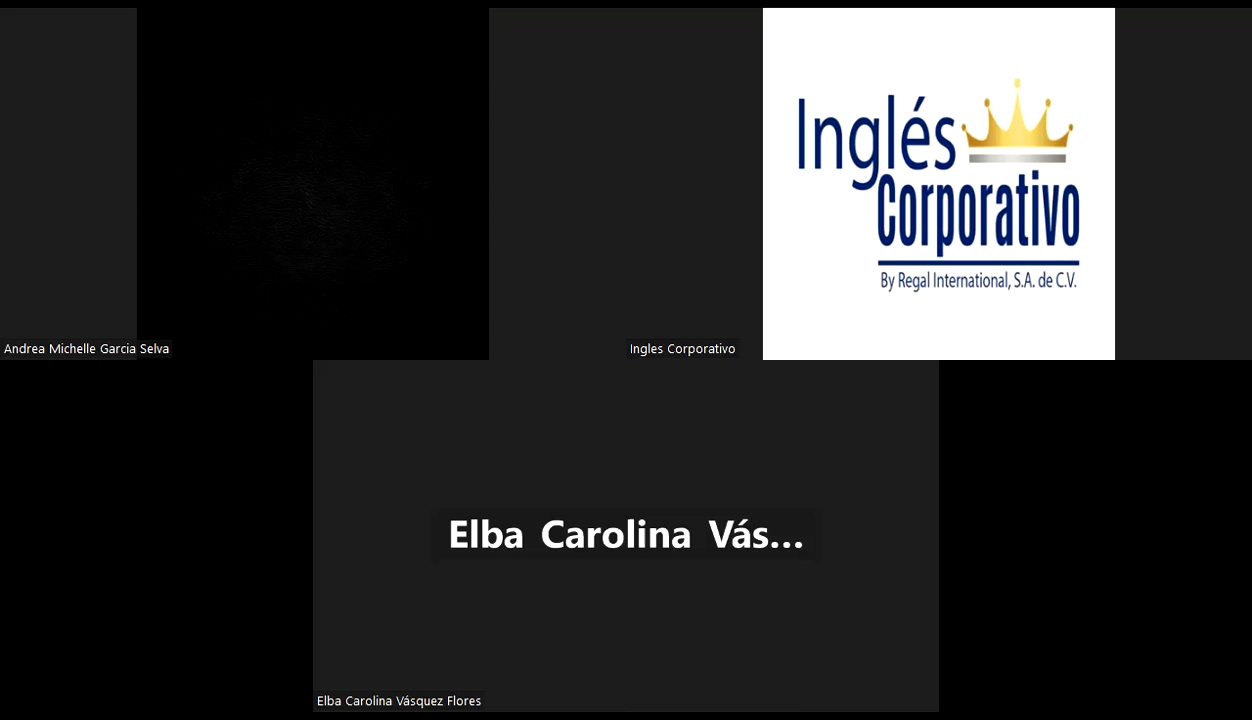 Inglés
Corporativo
By Regal International, S.A. de C.V.
Andrea Michelle Garcia Selva
Ingles Corporativo
Elba Carolina Vás...
Elba Carolina Vásquez Flores